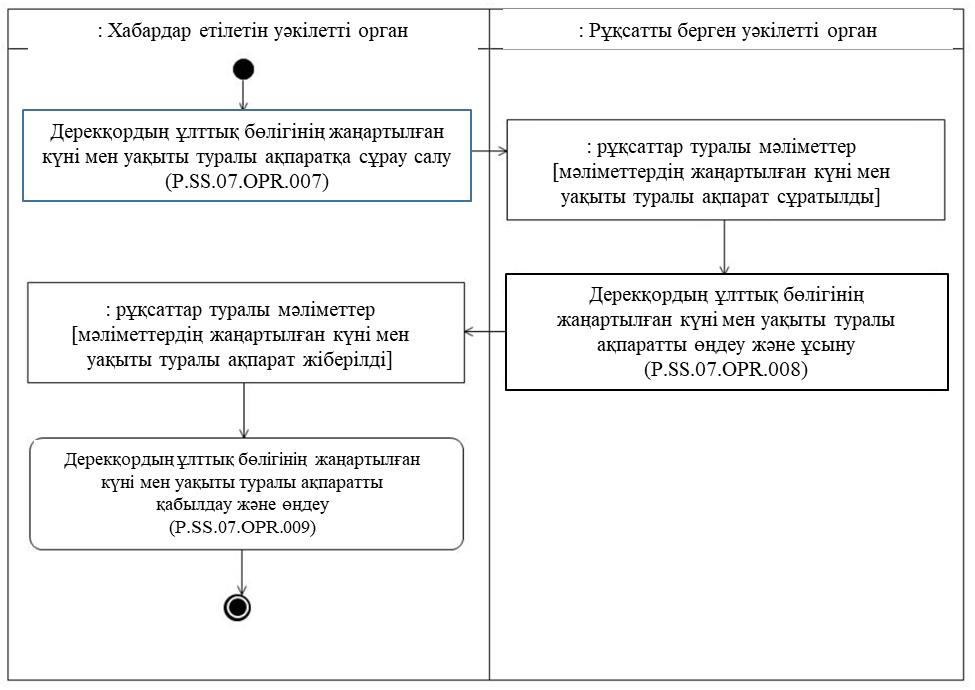 : Хабардар етілетін уәкілетті орган
: Рұқсатты берген уәкілетті орган
Дерекқордың ұлттық бөлігінің жаңартылған
күні мен уақыты туралы ақпаратқа сұрау салу
(P.SS.07.OPR.007)
: рұқсаттар туралы мәліметтер
[мәліметтердің жаңартылған күні мен
уақыты туралы ақпарат сұратылды]
Дерекқордың ұлттық бөлігінің
жаңартылған күні мен уақыты туралы
ақпаратты өңдеу және ұсыну
(P.SS.07.OPR.008)
: рұқсаттар туралы мәліметтер
[мәліметтердің жаңартылған күні мен
уақыты туралы ақпарат жіберілді]
Дерекқордың ұлттық бөлігінің жаңартылған
күні мен уақыты туралы ақпаратты
қабылдау және өңдеу
(P.SS.07.OPR.009)